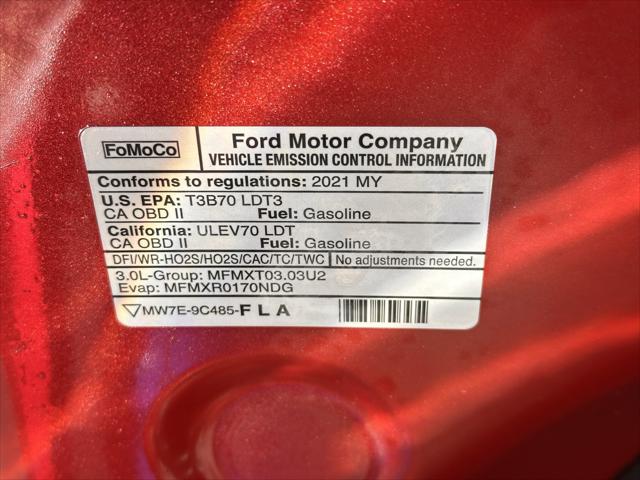 FoMoCo
Ford Motor Company
VEHICLE EMISSION CONTROL INFORMATION
Conforms to regulations: 2021 MY
U.S. EPA: T3B70 LDT3
CA OBD II Fuel: Gasoline
California: ULEV70 LDT
CA OBD II Fuel: Gasoline
DFI/WR-HO2S/HO2S/CAC/TC/TWC No adjustments needed.
3.0L-Group: MFMXT03.03U2
Evap: MFMXR0170NDG
MW7E-9C485-FLA